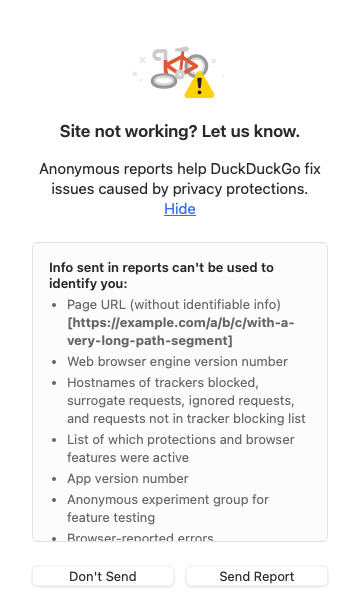 Site not working? Let us know.
Anonymous reports help DuckDuckGo fix
issues caused by privacy protections.
Hide
Info sent in reports can't be used to
identify you:
• Page URL (without identifiable info)
[https://example.com/a/b/c/with-a-
very-long-path-segment]
• Web browser engine version number
• Hostnames of trackers blocked,
surrogate requests, ignored requests,
and requests not in tracker blocking list
• List of which protections and browser
features were active
• App version number
• Anonymous experiment group for
feature testing
• Browser-reported errors
Don't Send
Send Report